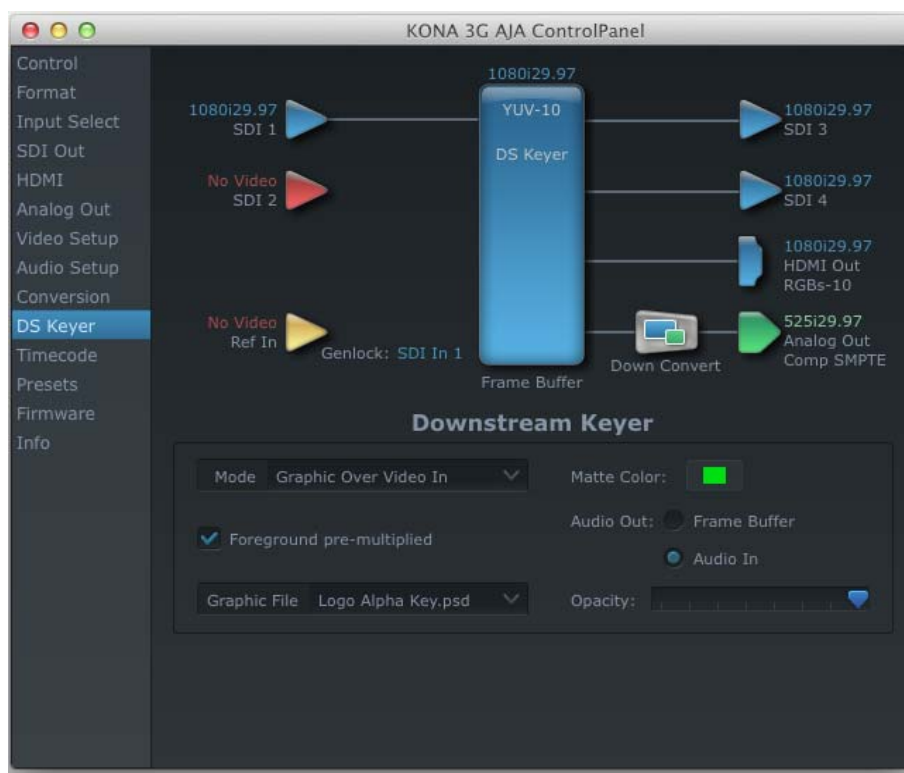 KONA 3G AJA ControlPanel
Control
Format
Input Select
SDI Out
HDMI
Analog Out
Video Setup
Audio Setup
Conversion
DS Keyer
Timecode
Presets
Firmware
Info
1080i29.97
1080i29.97
SDI 1
YUV-10
DS Keyer
1080i29.97
SDI 3
No Video
SDI 2
1080i29.97
SDI 4
1080i29.97
HDMI Out
RGBs-10
No Video
Ref In
Genlock: SDI In 1
Frame Buffer
Down Convert
525i29.97
Analog Out
Comp SMPTE
Downstream Keyer
Mode Graphic Over Video In
Matte Color:
Foreground pre-multiplied
Audio Out: Frame Buffer
Audio In
Graphic File Logo Alpha Key.psd
Opacity: